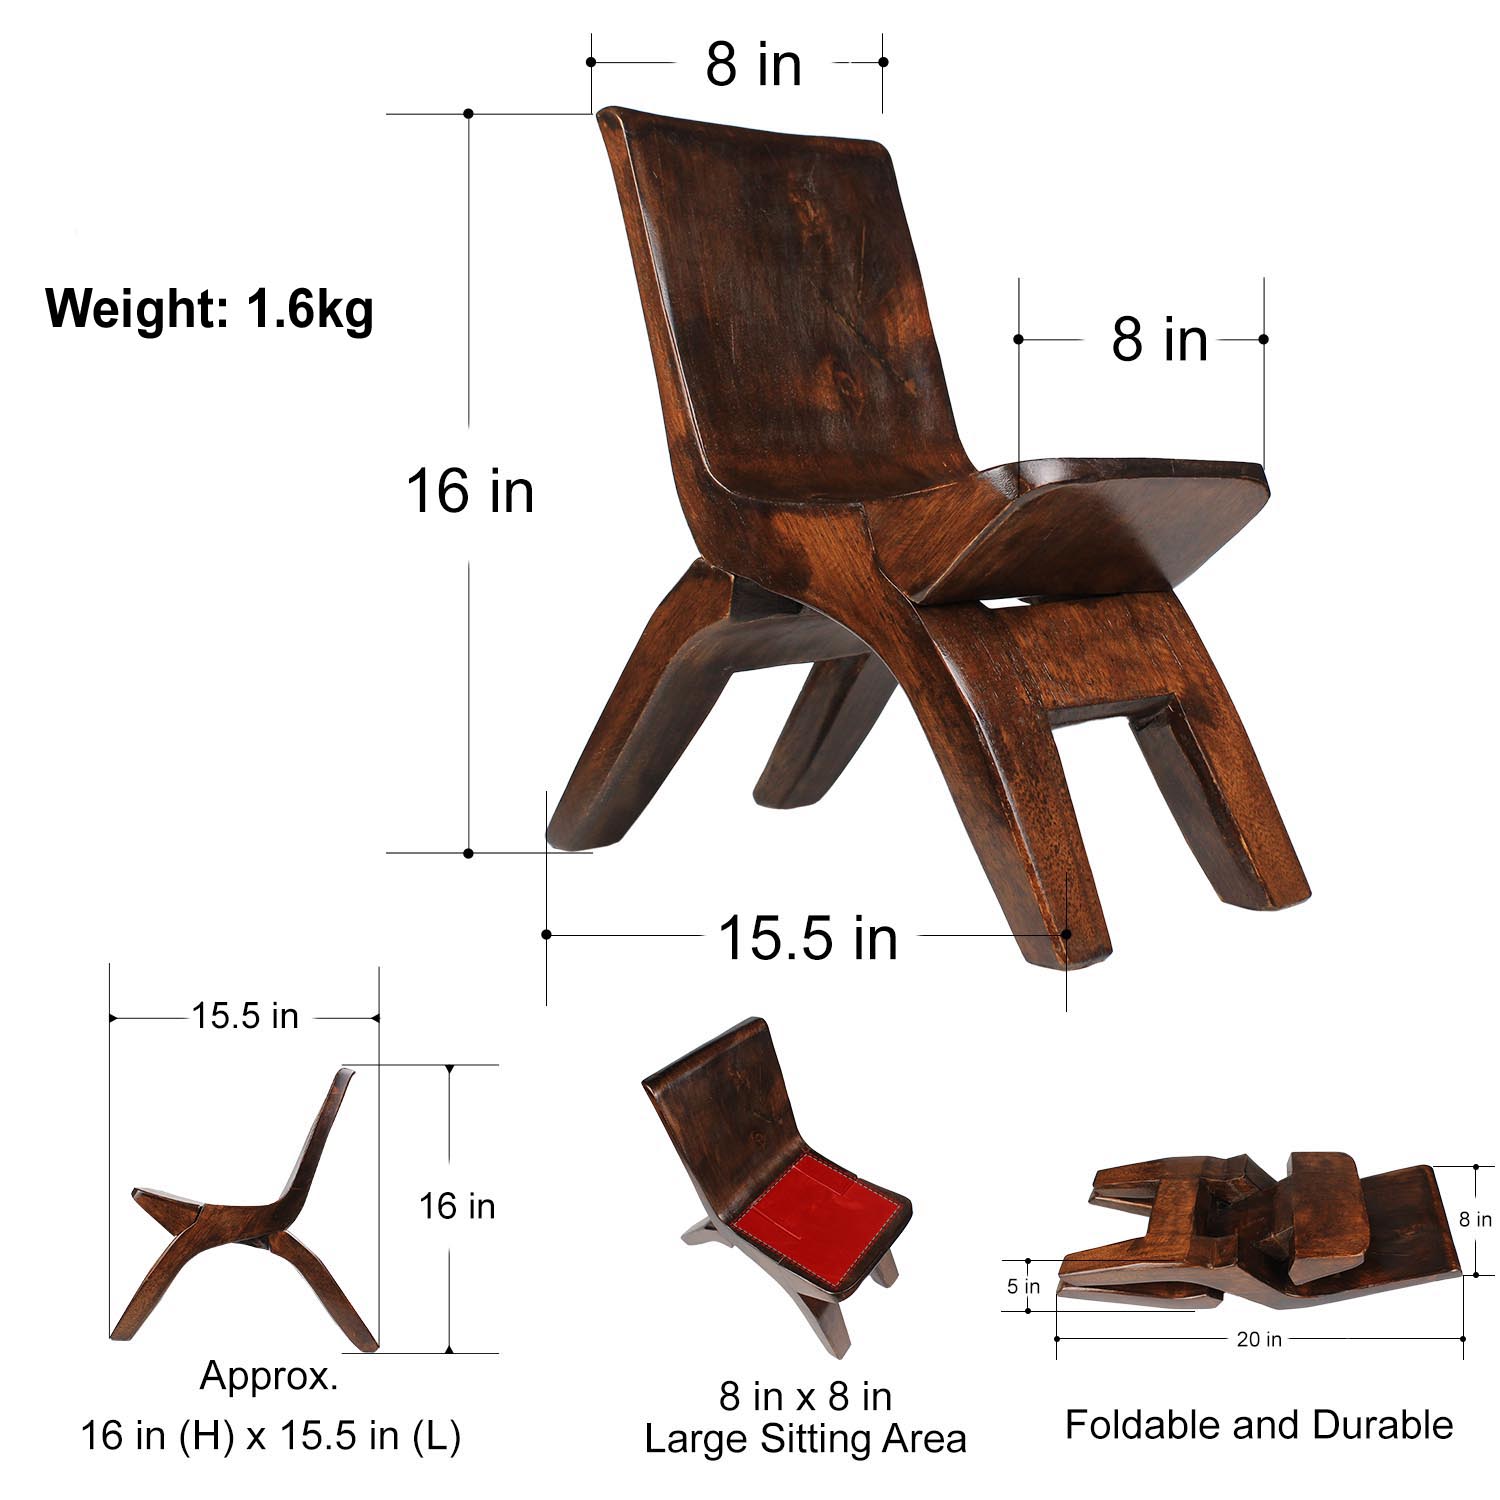 8 in
Weight: 1.6kg
8 in
16 in
15.5 in
15.5 in
16 in
8 in
5 in
20 in
Approx.
16 in (H) x 15.5 in (L)
8 in x 8 in
Large Sitting Area
Foldable and Durable